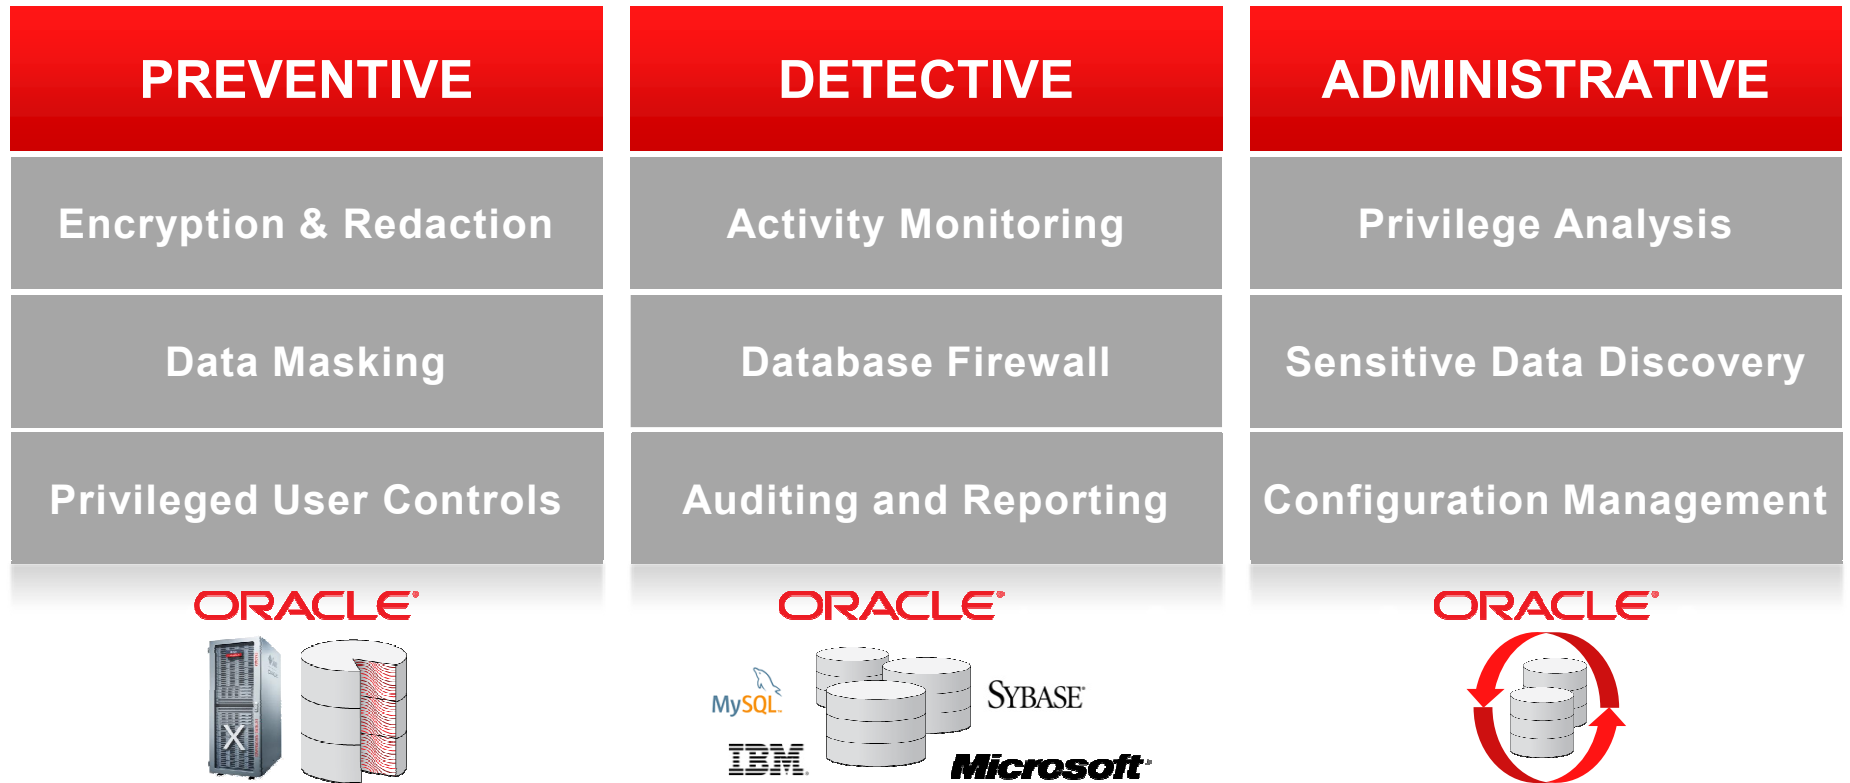 PREVENTIVE
Encryption & Redaction
Data Masking
Privileged User Controls
ORACLE
X
DETECTIVE
Activity Monitoring
Database Firewall
Auditing and Reporting
ORACLE
MySQL
SYBASE
IBM
Microsoft
ADMINISTRATIVE
Privilege Analysis
Sensitive Data Discovery
Configuration Management
ORACLE